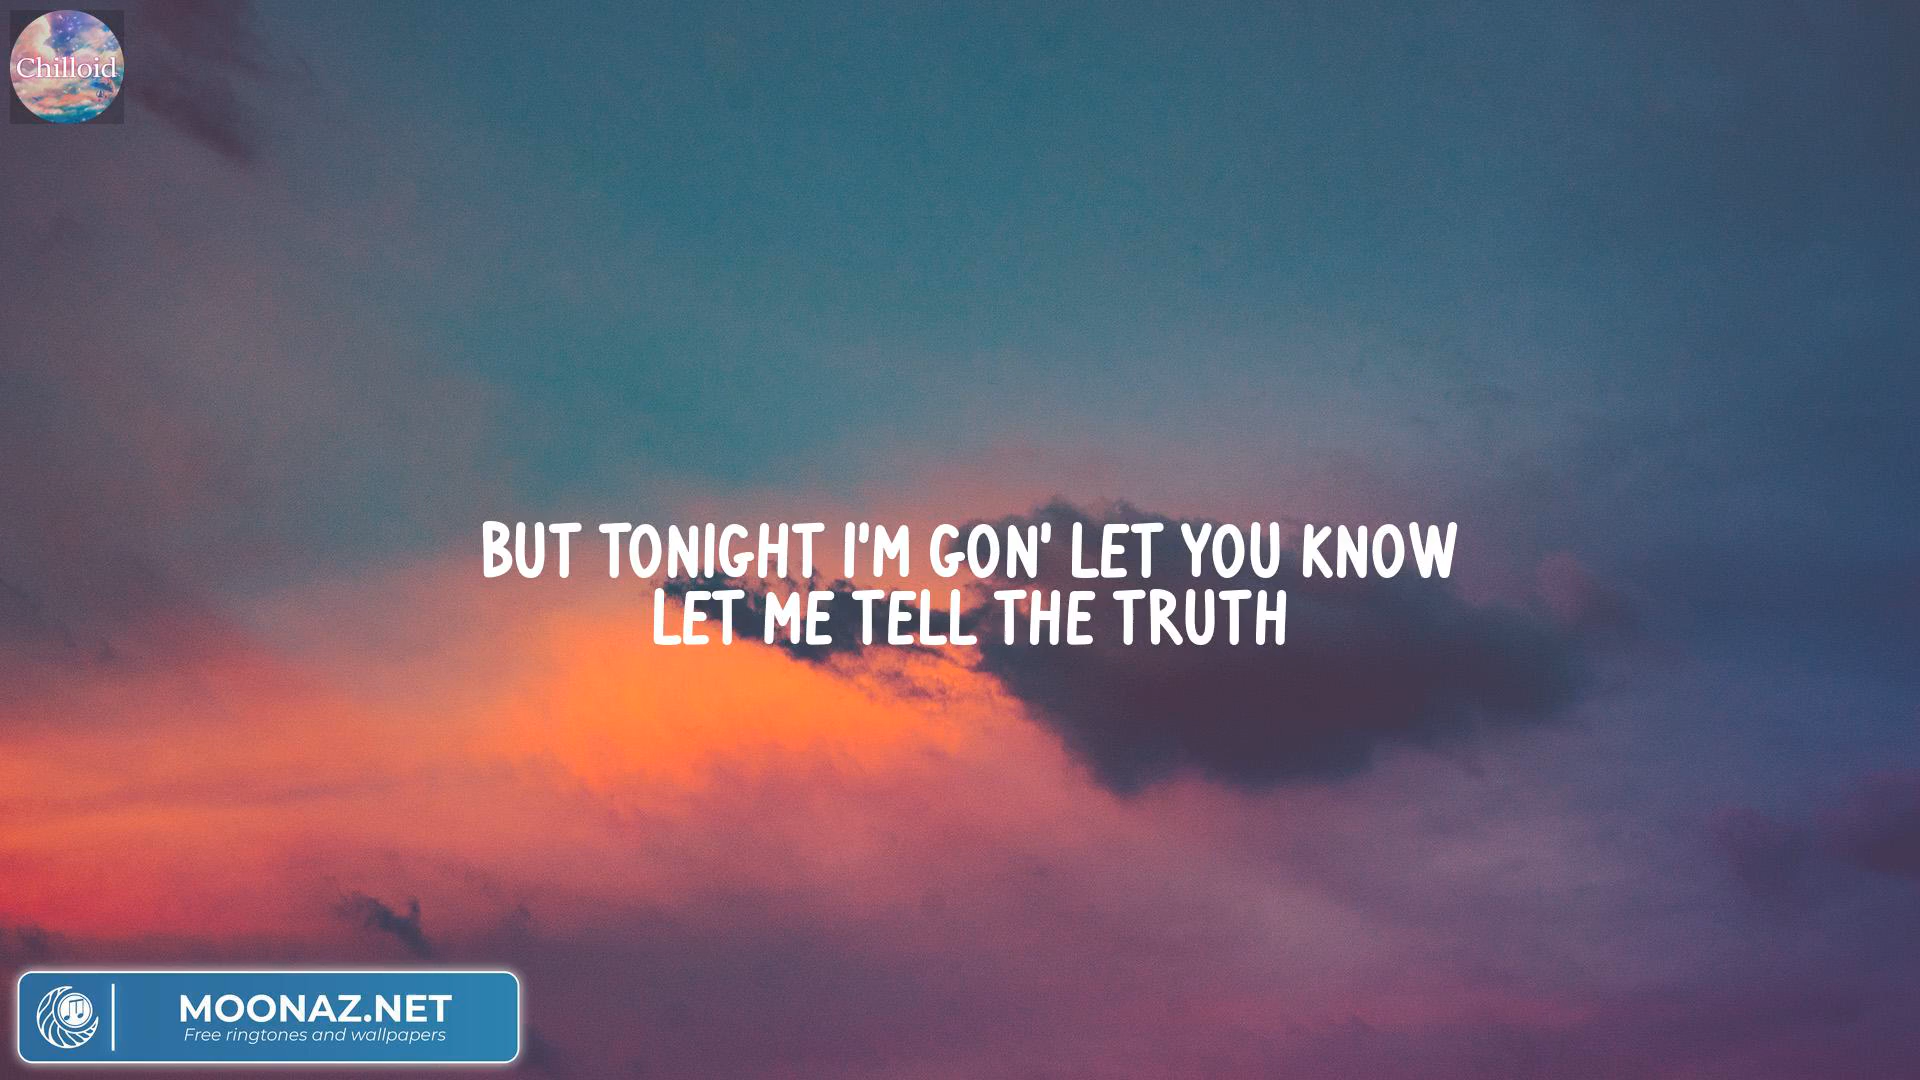 Chilloid
BUT TONIGHT I'M GON' LET YOU KNOW
LET ME TELL THE TRUTH
MOONAZ.NET
Free ringtones and wallpapers